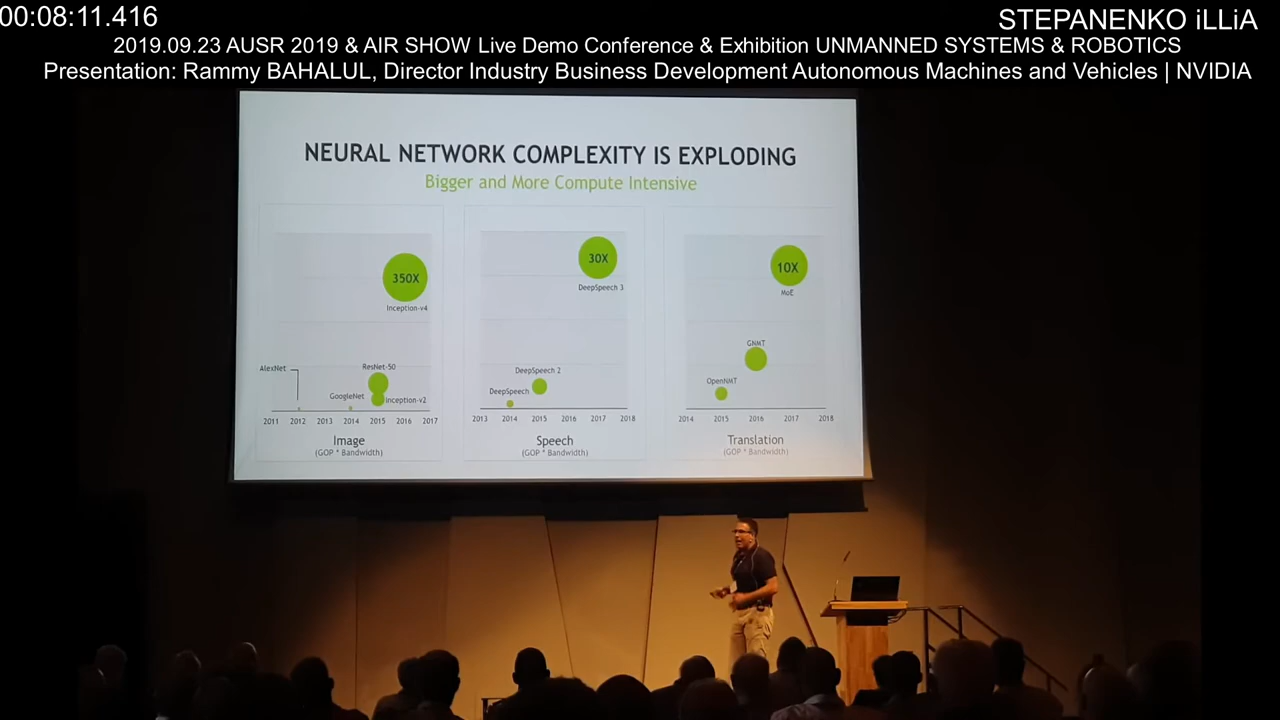 00:08:11.416
STEPANENKO iLLiA
2019.09.23 AUSR 2019 & AIR SHOW Live Demo Conference & Exhibition UNMANNED SYSTEMS & ROBOTICS
Presentation: Rammy BAHALUL, Director Industry Business Development Autonomous Machines and Vehicles | NVIDIA
NEURAL NETWORK COMPLEXITY IS EXPLODING
Bigger and More Compute Intensive
350X
Inception-v4
AlexNet
ResNet-50
GoogleNet
Inception-v2
2011 2012 2013 2014 2015 2016 2017
Image
(GOP * Bandwidth)
30X
DeepSpeech 3
DeepSpeech 2
DeepSpeech
2013 2014 2015 2016 2017 2018
Speech
(GOP * Bandwidth)
10X
MoE
GNMT
OpenNMT
2014 2015 2016 2017 2018
Translation
(GOP * Bandwidth)